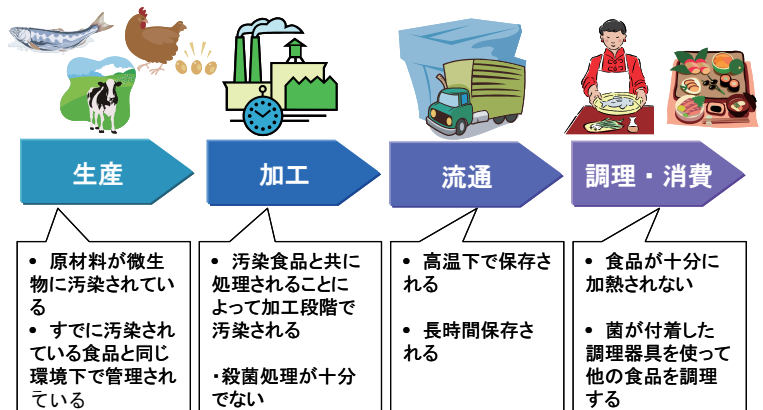 生産
加工
流通
調理・消費
• 原材料が微生
物に汚染されてい
る
• すでに汚染され
ている食品と同じ
環境下で管理され
ている
• 汚染食品と共に
処理されることに
よって加工段階で
汚染される
・殺菌処理が十分
でない
• 高温下で保存さ
れる
• 長時間保存さ
れる
• 食品が十分に
加熱されない
• 菌が付着した
調理器具を使って
他の食品を調理
する